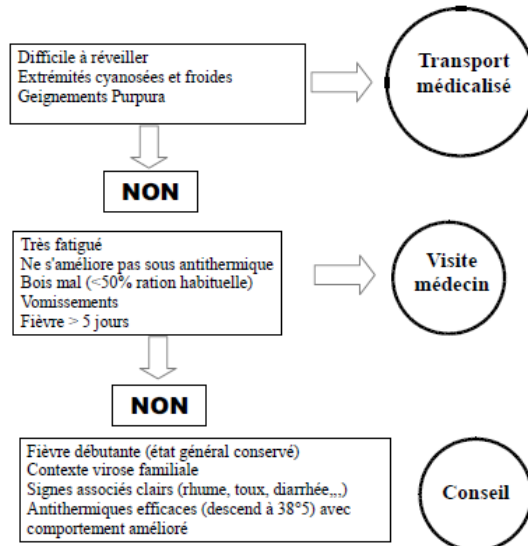 Difficile à réveiller
Extrémités cyanosées et froides
Geignements Purpura
Transport
médicalisé
NON
Très fatigué
Ne s'améliore pas sous antithermique
Bois mal (<50% ration habituelle)
Vomissements
Fièvre > 5 jours
Visite
médecin
NON
Fièvre débutante (état général conservé)
Contexte virose familiale
Signes associés clairs (rhume, toux, diarrhée,,,)
Antithermiques efficaces (descend à 38°5) avec
comportement amélioré
Conseil